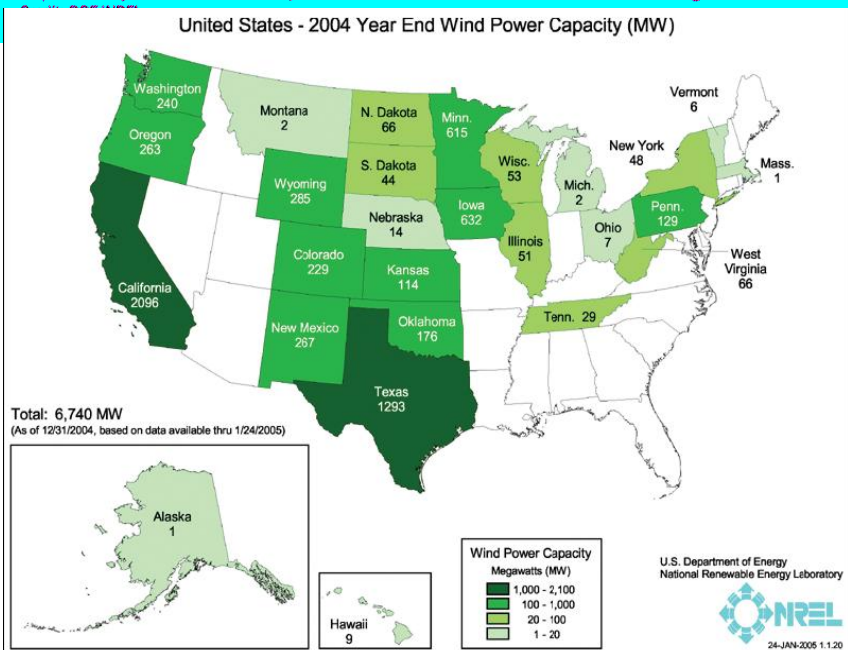 United States - 2004 Year End Wind Power Capacity (MW)
Washington
240
Oregon
263
California
2096
Montana
2
Wyoming
285
Colorado
229
New Mexico
267
N. Dakota
66
S. Dakota
44
Nebraska
14
Kansas
114
Oklahoma
176
Texas
1293
Minn.
615
Iowa
632
Wisc.
53
Illinois
51
Mich.
2
Ohio
7
Tenn. 29
Vermont
6
New York
48
Mass.
1
Penn.
129
West
Virginia
66
Total: 6,740 MW
(As of 12/31/2004, based on data available thru 1/24/2005)
Alaska
1
Hawaii
9
Wind Power Capacity
Megawatts (MW)
1,000 - 2,100
100 - 1,000
20 - 100
1 - 20
U.S. Department of Energy
National Renewable Energy Laboratory
NREL
24-JAN-2005 1.1.20